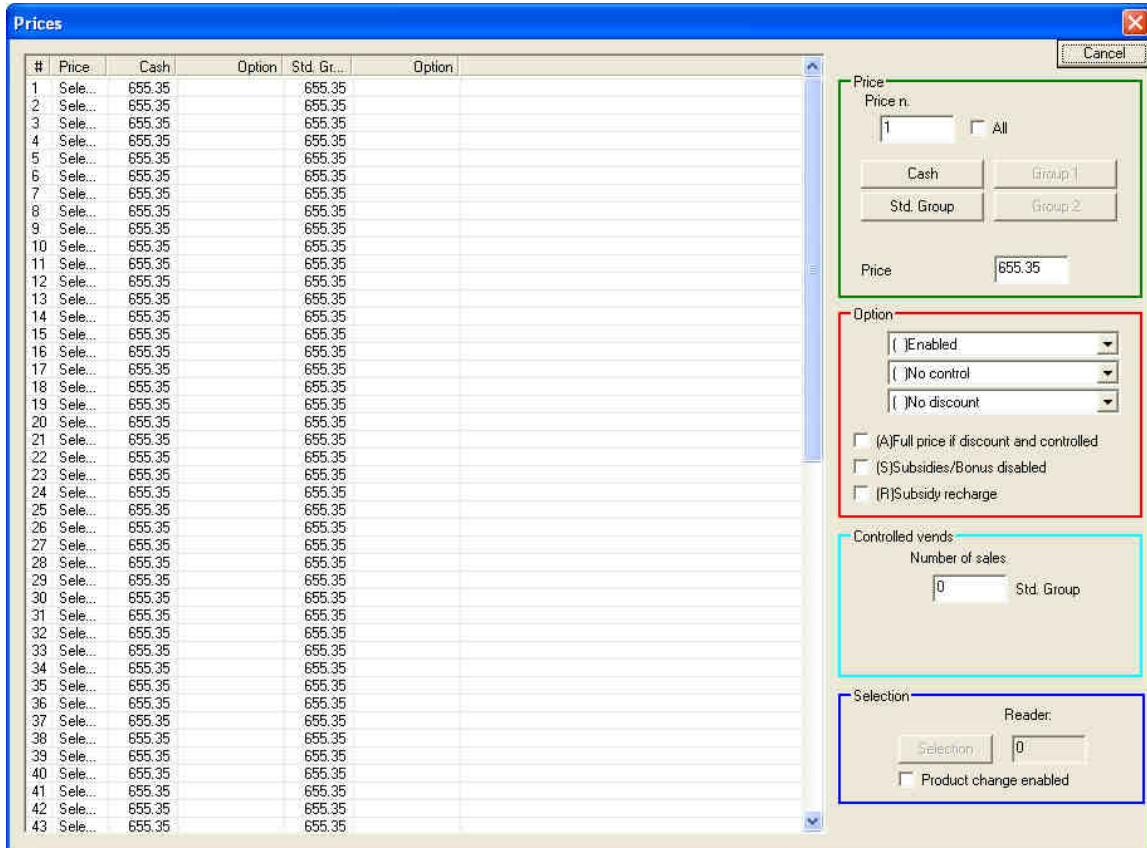 Prices
Cancel
# Price Cash Option Std. Gr... Option
1 Sele... 655.35 655.35
2 Sele... 655.35 655.35
3 Sele... 655.35 655.35
4 Sele... 655.35 655.35
5 Sele... 655.35 655.35
6 Sele... 655.35 655.35
7 Sele... 655.35 655.35
8 Sele... 655.35 655.35
9 Sele... 655.35 655.35
10 Sele... 655.35 655.35
11 Sele... 655.35 655.35
12 Sele... 655.35 655.35
13 Sele... 655.35 655.35
14 Sele... 655.35 655.35
15 Sele... 655.35 655.35
16 Sele... 655.35 655.35
17 Sele... 655.35 655.35
18 Sele... 655.35 655.35
19 Sele... 655.35 655.35
20 Sele... 655.35 655.35
21 Sele... 655.35 655.35
22 Sele... 655.35 655.35
23 Sele... 655.35 655.35
24 Sele... 655.35 655.35
25 Sele... 655.35 655.35
26 Sele... 655.35 655.35
27 Sele... 655.35 655.35
28 Sele... 655.35 655.35
29 Sele... 655.35 655.35
30 Sele... 655.35 655.35
31 Sele... 655.35 655.35
32 Sele... 655.35 655.35
33 Sele... 655.35 655.35
34 Sele... 655.35 655.35
35 Sele... 655.35 655.35
36 Sele... 655.35 655.35
37 Sele... 655.35 655.35
38 Sele... 655.35 655.35
39 Sele... 655.35 655.35
40 Sele... 655.35 655.35
41 Sele... 655.35 655.35
42 Sele... 655.35 655.35
43 Sele... 655.35 655.35
Price
Price n.
1 All
Cash Group 1
Std. Group Group 2
Price 655.35
Option
( )Enabled
( )No control
( )No discount
(A)Full price if discount and controlled
(S)Subsidies/Bonus disabled
(R)Subsidy recharge
Controlled vends
Number of sales
0 Std. Group
Selection
Reader:
Selection 0
Product change enabled